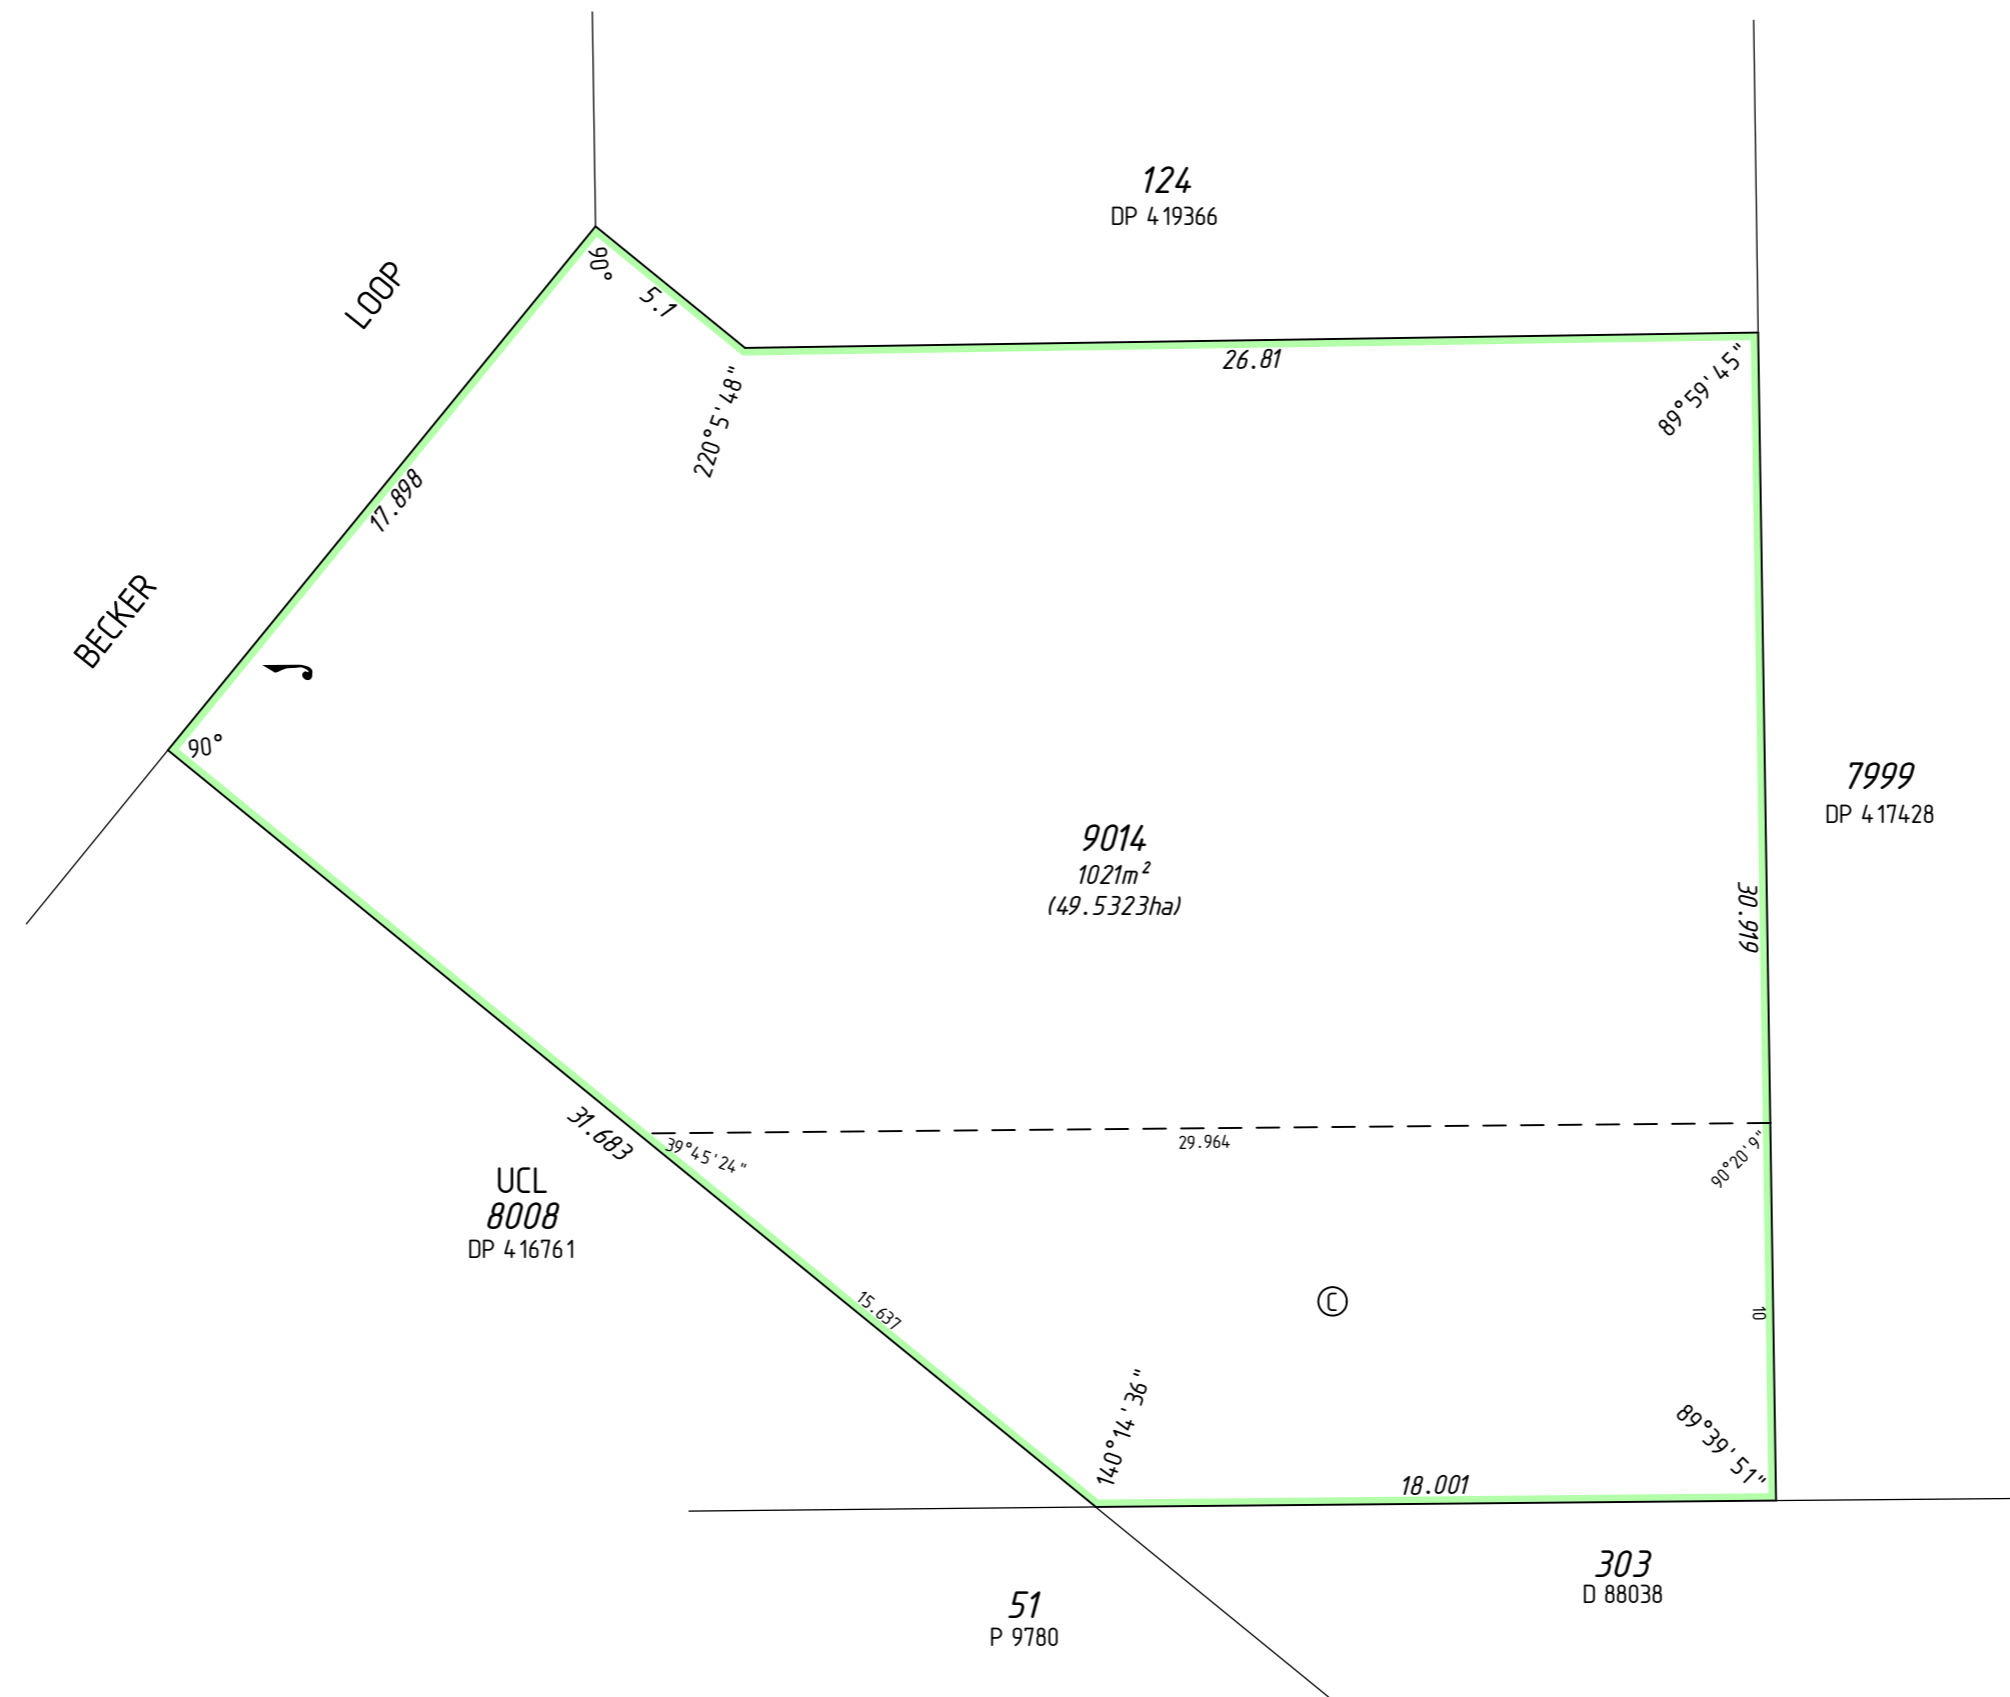 124
DP 419366
LOOP
90°
5.1
26.81
89°59'45"
220°5'48"
17.898
BECKER
90°
9014
1021m²
(49.5323ha)
7999
DP 417428
30.919
31.683
39°45'24"
29.964
90°20'9"
UCL
8008
DP 416761
15.637
Ⓒ
10
140°14'36"
89°39'51"
18.001
303
D 88038
51
P 9780